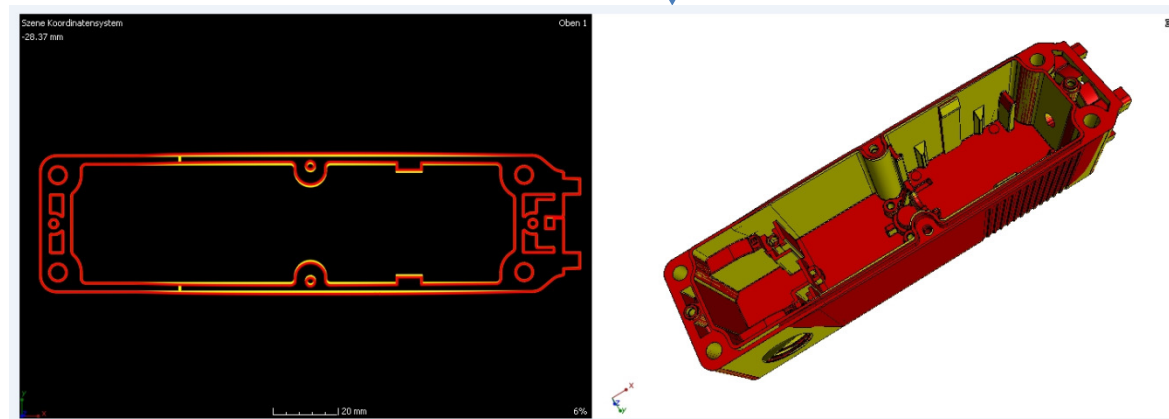 Szene Koordinatensystem
Oben 1
-28.37 mm
20 mm
6%
y
x
x
z
y